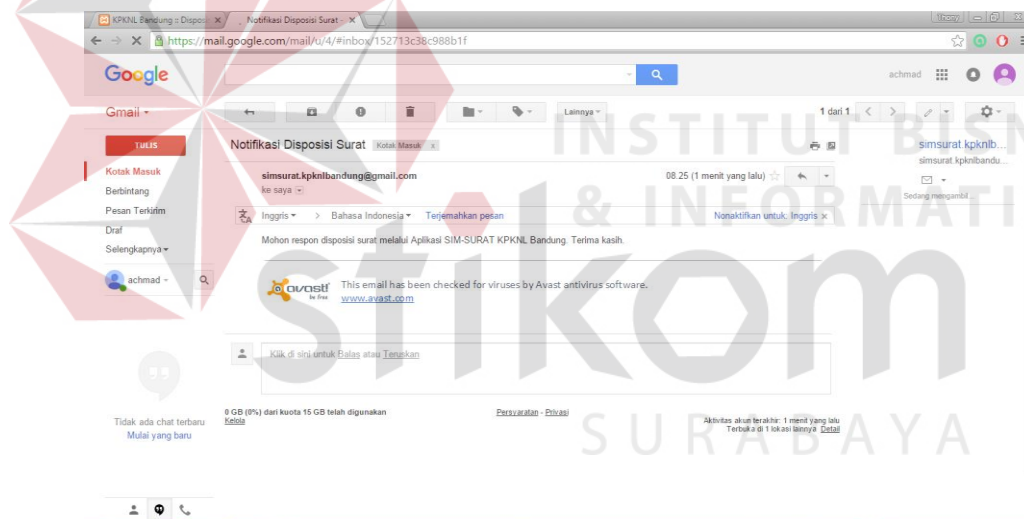 KPKNL Bandung :: Disposi
Notifikasi Disposisi Surat -
Thony
https://mail.google.com/mail/u/4/#inbox/152713c38c988b1f
Google
achmad
Gmail
Lainnya
1 dari 1
TULIS
Notifikasi Disposisi Surat Kotak Masuk x
simsurat.kpknlb...
simsurat.kpknlbandu...
Kotak Masuk
simsurat.kpknlbandung@gmail.com
08.25 (1 menit yang lalu)
ke saya
Berbintang
Sedang mengambil...
Pesan Terkirim
Inggris > Bahasa Indonesia Terjemahkan pesan
Nonaktifkan untuk: Inggris x
Draf
Selengkapnya
Mohon respon disposisi surat melalui Aplikasi SIM-SURAT KPKNL Bandung. Terima kasih.
achmad
avast!
be free
This email has been checked for viruses by Avast antivirus software.
www.avast.com
Klik di sini untuk Balas atau Teruskan
0 GB (0%) dari kuota 15 GB telah digunakan
Kelola
Persyaratan - Privasi
Aktivitas akun terakhir: 1 menit yang lalu
Terbuka di 1 lokasi lainnya Detail
Tidak ada chat terbaru
Mulai yang baru
INSTITUT BISN
& INFORMATI
stikom
SURABAYA